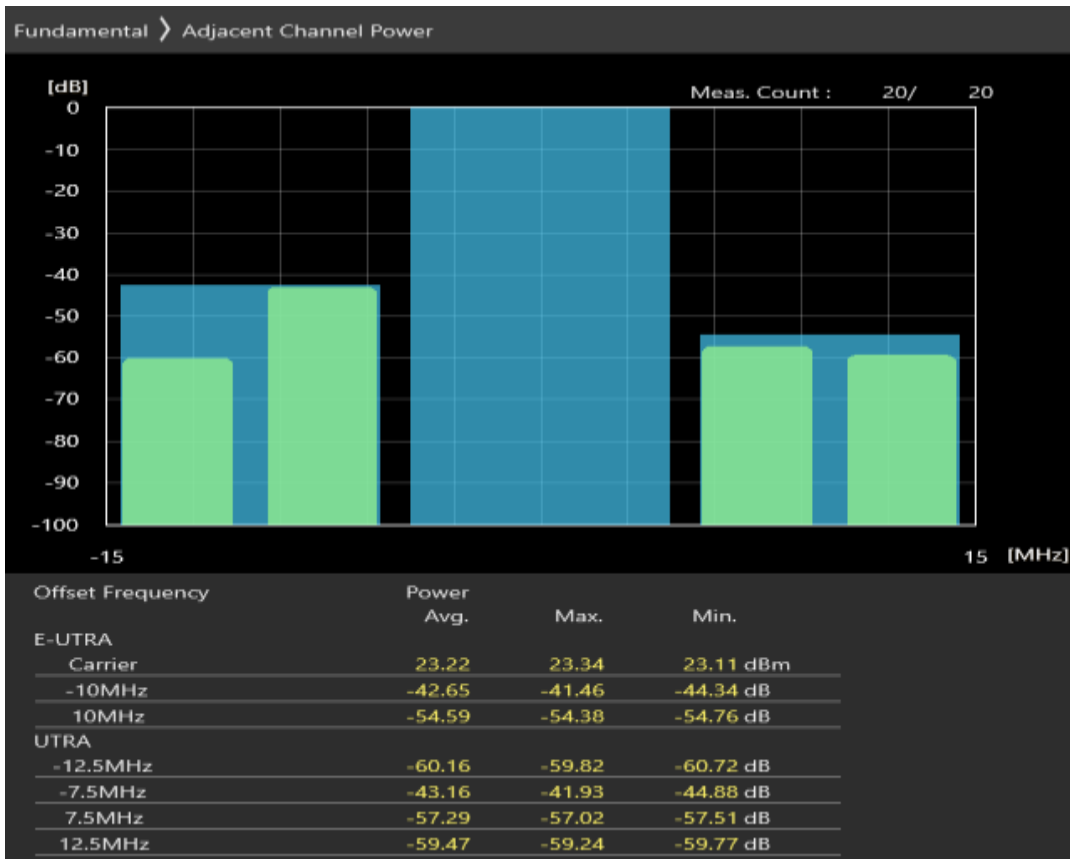 Fundamental 〉 Adjacent Channel Power
[dB]
Meas. Count : 20/ 20
0
-10
-20
-30
-40
-50
-60
-70
-80
-90
-100
-15 15 [MHz]
Offset Frequency Power
Avg. Max. Min.
E-UTRA
Carrier 23.22 23.34 23.11 dBm
-10MHz -42.65 -41.46 -44.34 dB
10MHz -54.59 -54.38 -54.76 dB
UTRA
-12.5MHz -60.16 -59.82 -60.72 dB
-7.5MHz -43.16 -41.93 -44.88 dB
7.5MHz -57.29 -57.02 -57.51 dB
12.5MHz -59.47 -59.24 -59.77 dB